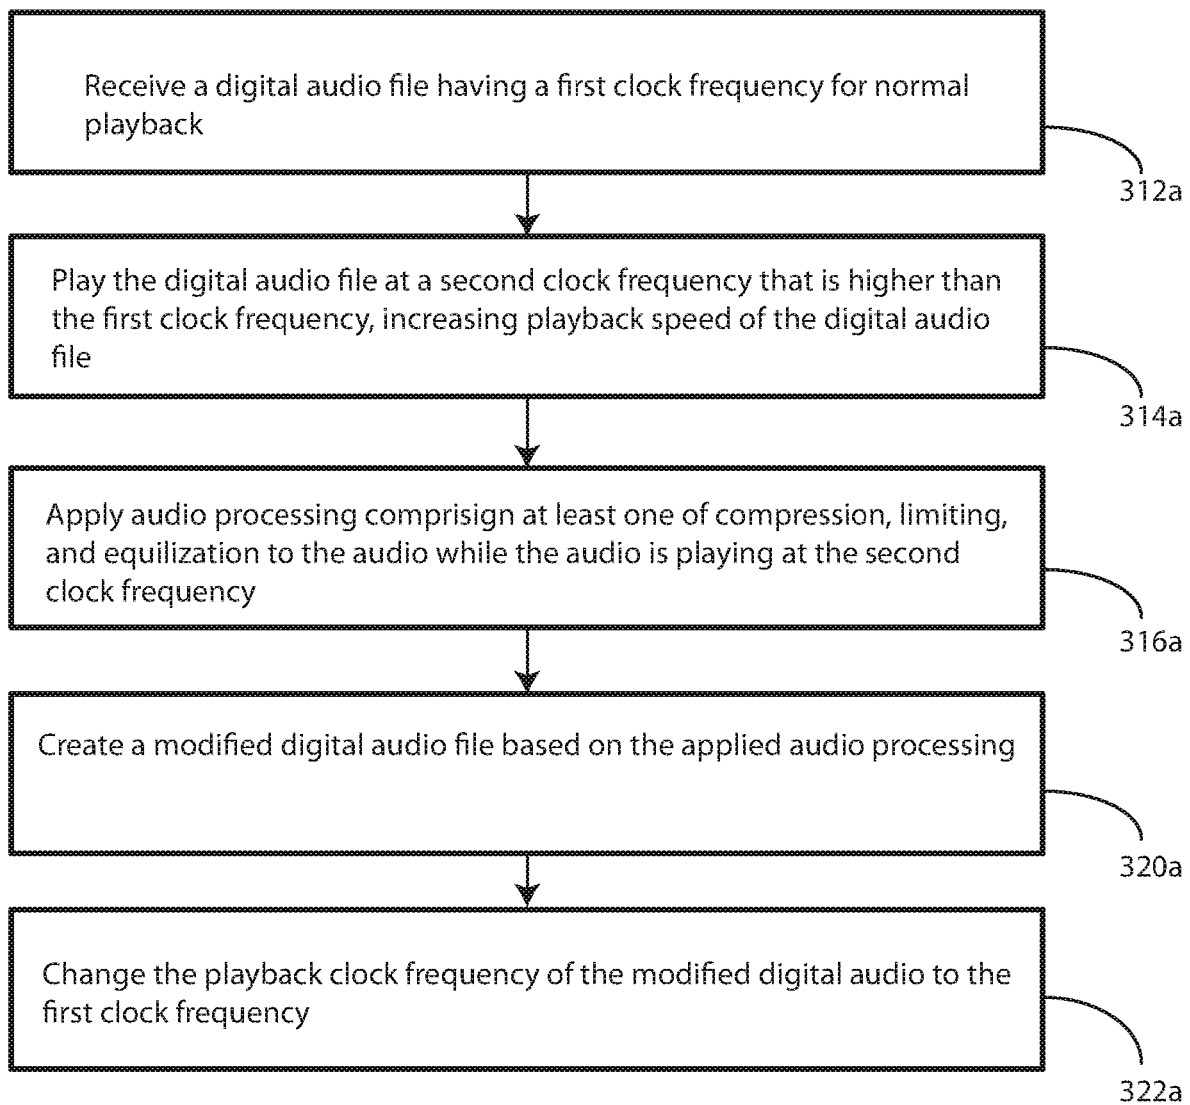 Receive a digital audio file having a first clock frequency for normal
playback
312a
Play the digital audio file at a second clock frequency that is higher than
the first clock frequency, increasing playback speed of the digital audio
file
314a
Apply audio processing comprisign at least one of compression, limiting,
and equilization to the audio while the audio is playing at the second
clock frequency
316a
Create a modified digital audio file based on the applied audio processing
320a
Change the playback clock frequency of the modified digital audio to the
first clock frequency
322a